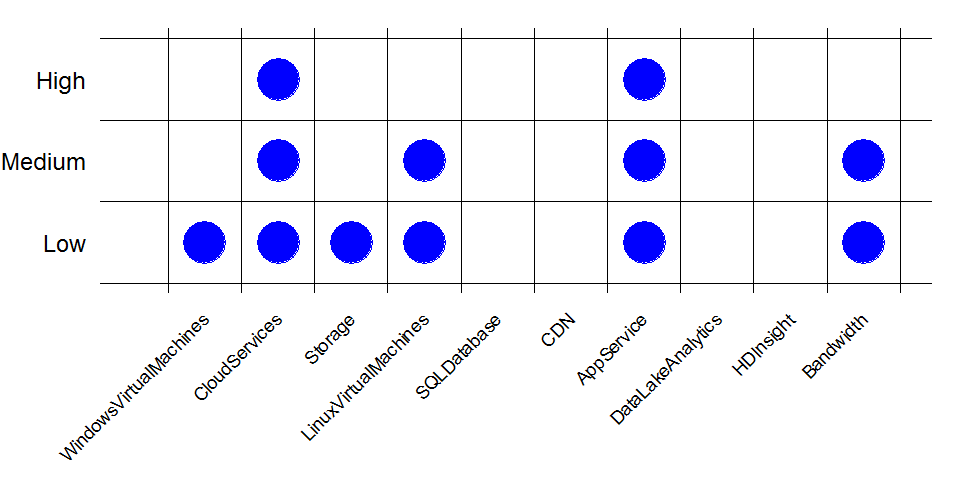 High
Medium
Low
WindowsVirtualMachines
CloudServices
Storage
LinuxVirtualMachines
SQLDatabase
CDN
AppService
DataLakeAnalytics
HDInsight
Bandwidth